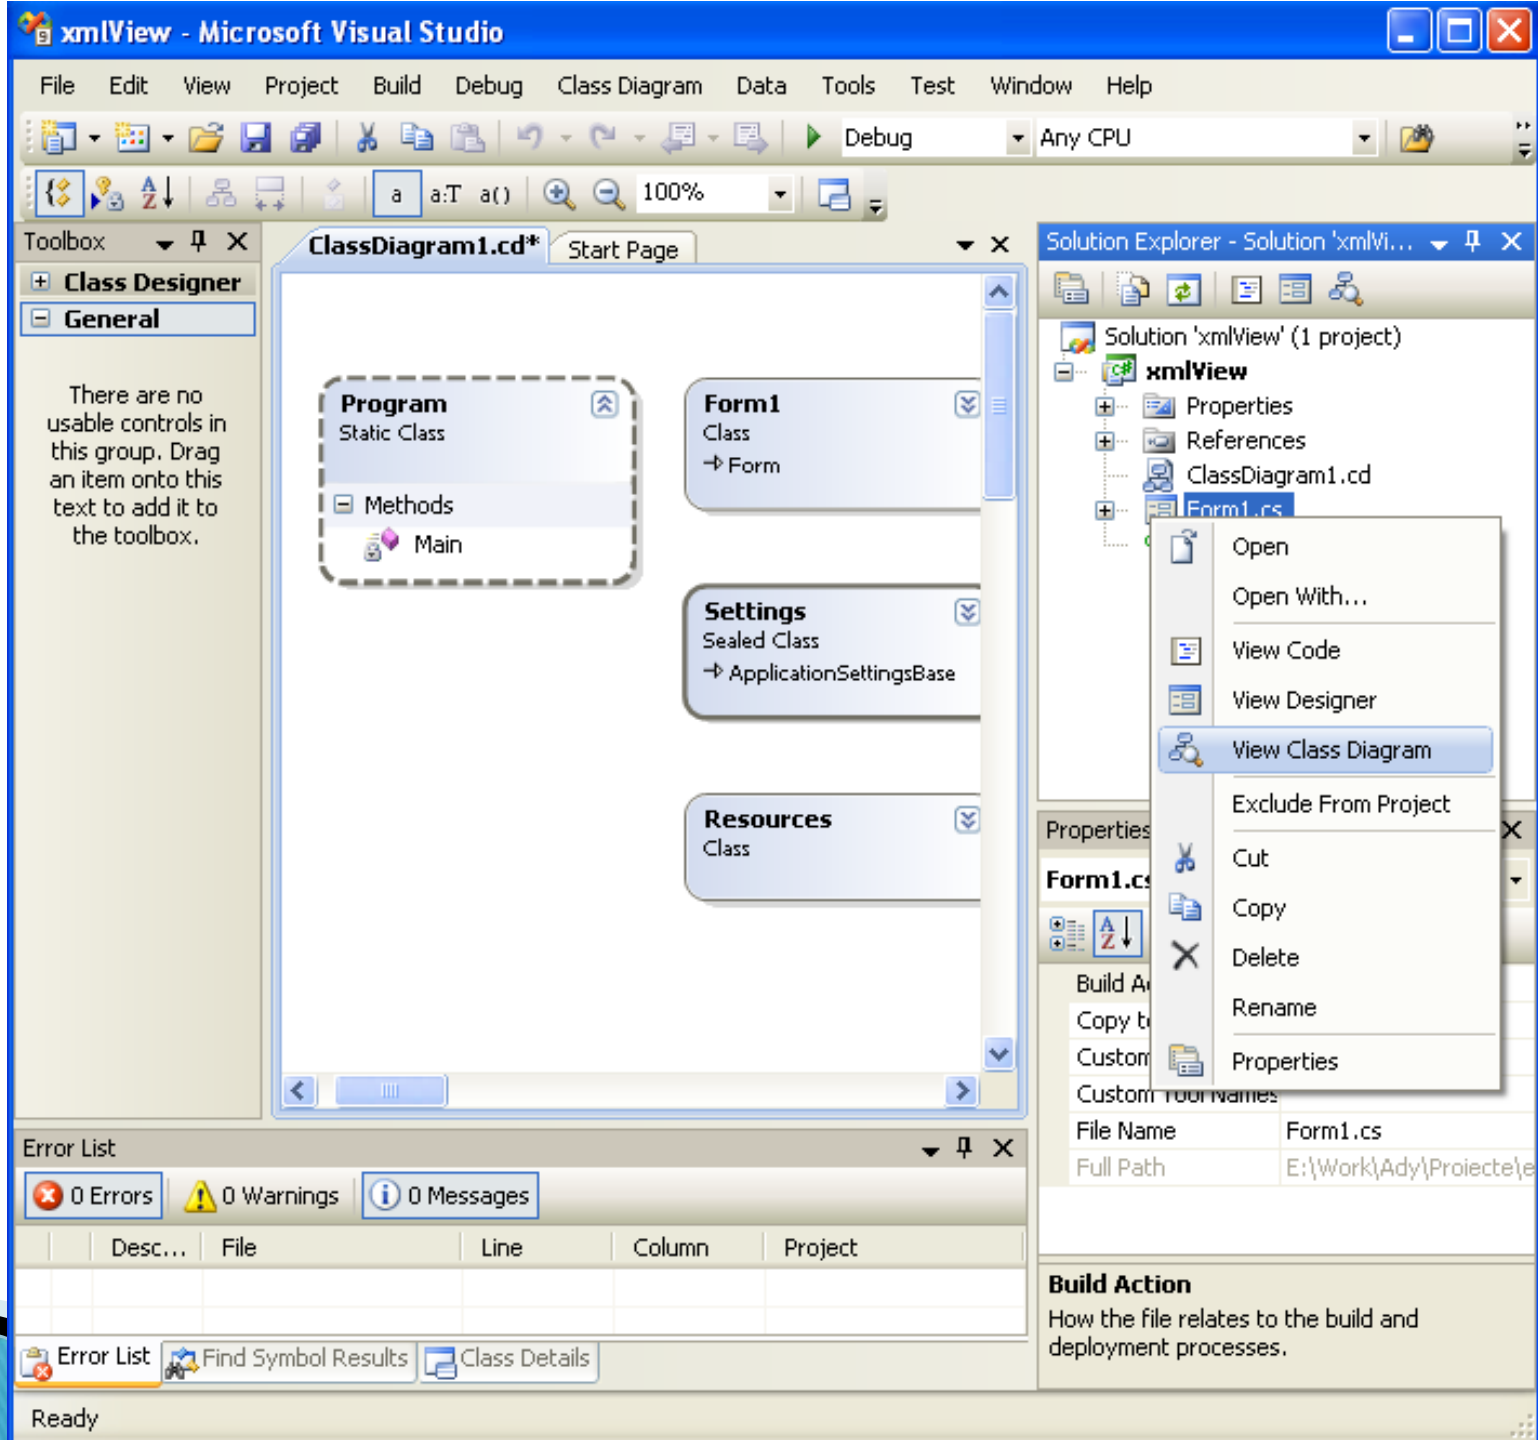 xmlView - Microsoft Visual Studio
File Edit View Project Build Debug Class Diagram Data Tools Test Window Help
Debug Any CPU
a a:T a() 100%
Toolbox
Class Designer
General
There are no
usable controls in
this group. Drag
an item onto this
text to add it to
the toolbox.
ClassDiagram1.cd* Start Page
Program
Static Class
Methods
Main
Form1
Class
Form
Settings
Sealed Class
ApplicationSettingsBase
Resources
Class
Solution Explorer - Solution 'xmlVi...
Solution 'xmlView' (1 project)
xmlView
Properties
References
ClassDiagram1.cd
Form1.cs
Open
Open With...
View Code
View Designer
View Class Diagram
Exclude From Project
Cut
Copy
Delete
Rename
Properties
Properties
Form1.cs
Build A
Copy t
Custom
Custom Tool Names
File Name Form1.cs
Full Path E:\Work\Ady\Proiecte\e
Build Action
How the file relates to the build and
deployment processes.
Error List
0 Errors 0 Warnings 0 Messages
Desc... File Line Column Project
Error List Find Symbol Results Class Details
Ready